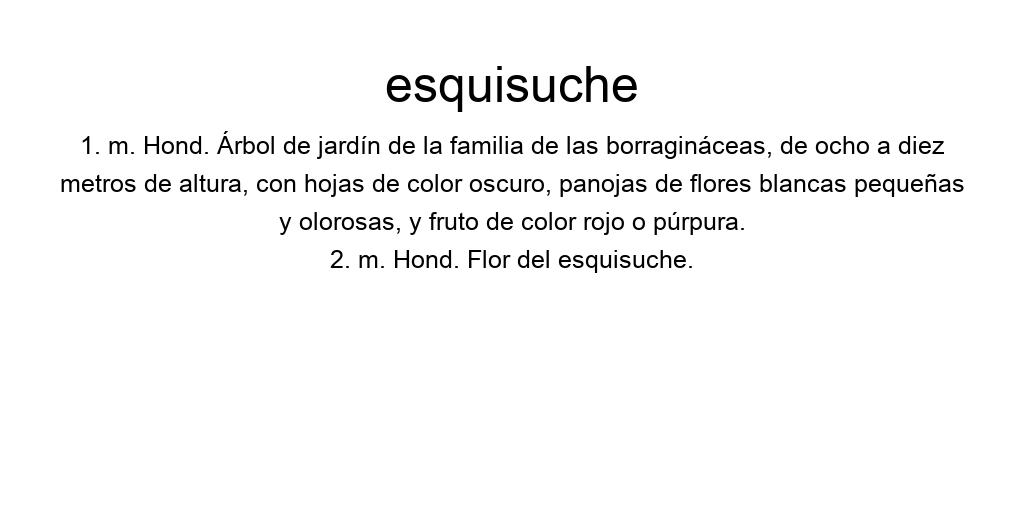 esquisuche
1. m. Hond. Árbol de jardín de la familia de las borragináceas, de ocho a diez
metros de altura, con hojas de color oscuro, panojas de flores blancas pequeñas
y olorosas, y fruto de color rojo o púrpura.
2. m. Hond. Flor del esquisuche.